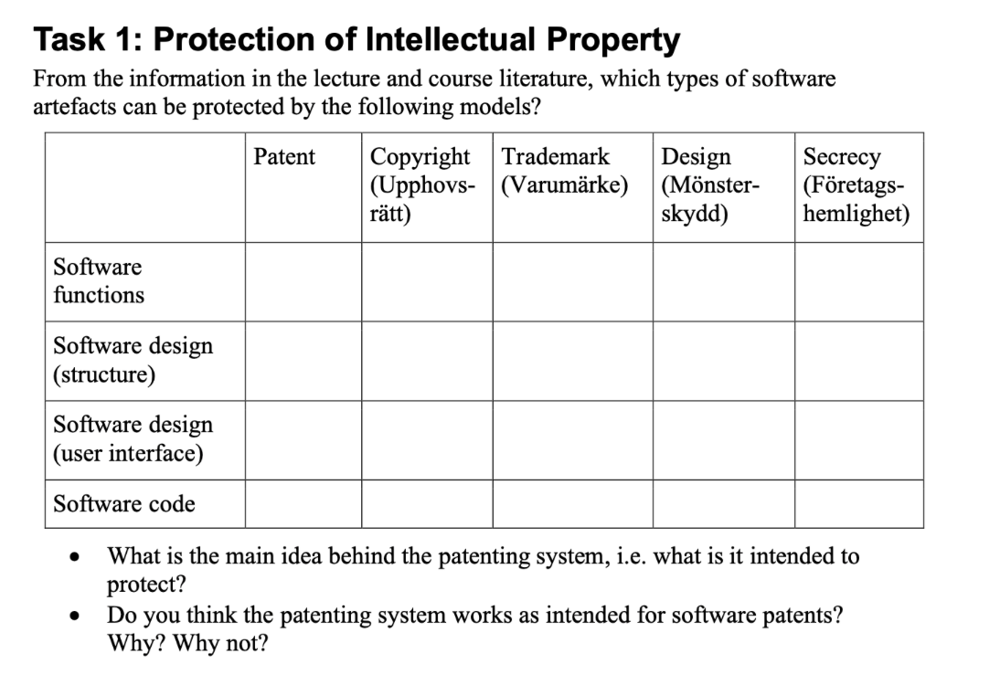 Task 1: Protection of Intellectual Property
From the information in the lecture and course literature, which types of software
artefacts can be protected by the following models?
Patent
Copyright
(Upphovs-
rätt)
Trademark
(Varumärke)
Design
(Mönster-
skydd)
Secrecy
(Företags-
hemlighet)
Software
functions
Software design
(structure)
Software design
(user interface)
Software code
• What is the main idea behind the patenting system, i.e. what is it intended to
protect?
• Do you think the patenting system works as intended for software patents?
Why? Why not?